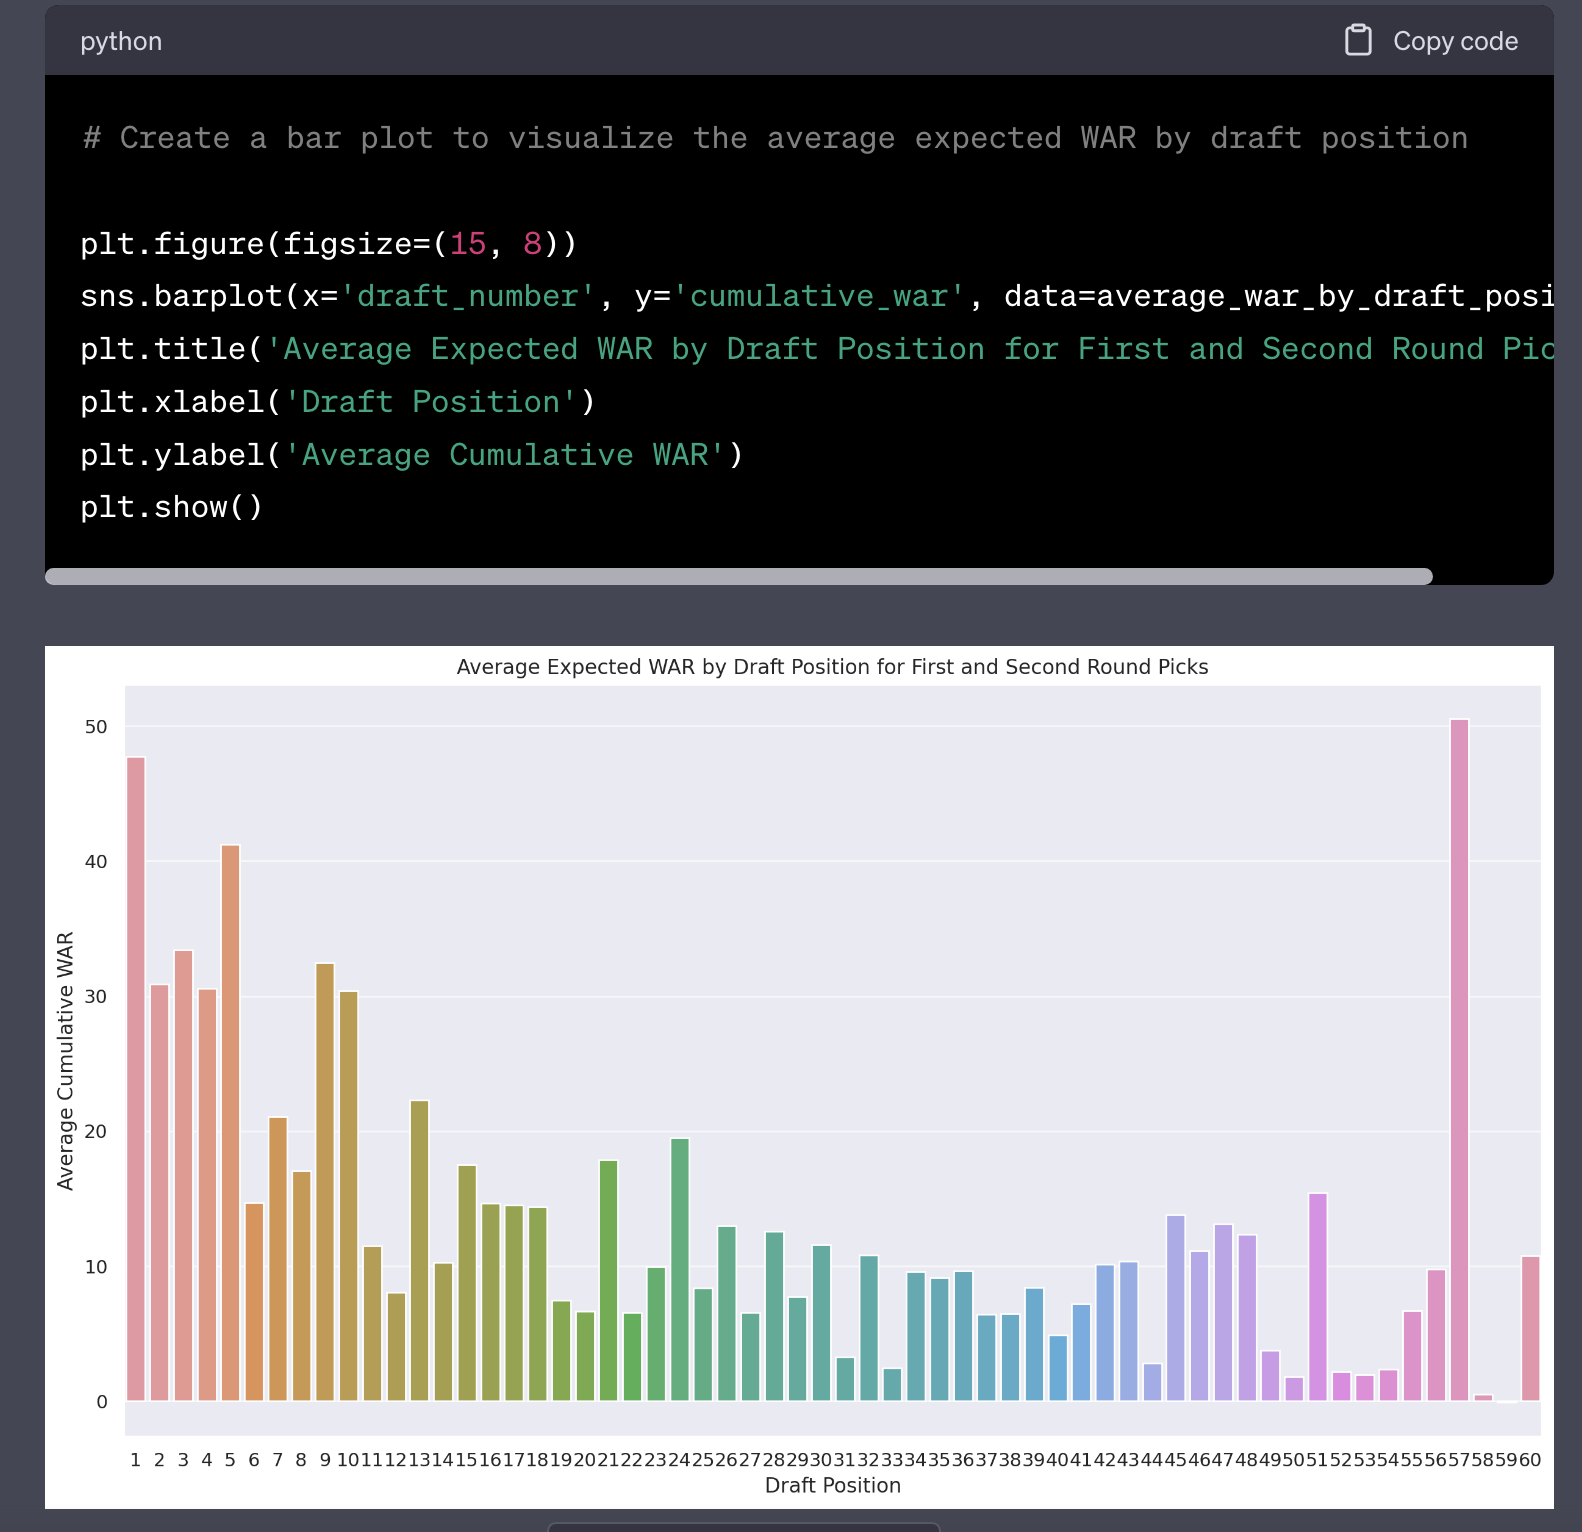 python
Copy code
# Create a bar plot to visualize the average expected WAR by draft position
plt.figure(figsize=(15, 8))
sns.barplot(x='draft_number', y='cumulative_war', data=average_war_by_draft_posi
plt.title('Average Expected WAR by Draft Position for First and Second Round Pic
plt.xlabel('Draft Position')
plt.ylabel('Average Cumulative WAR')
plt.show()
Average Expected WAR by Draft Position for First and Second Round Picks
Average Cumulative WAR
50
40
30
20
10
0
1 2 3 4 5 6 7 8 9 10 11 12 13 14 15 16 17 18 19 20 21 22 23 24 25 26 27 28 29 30 31 32 33 34 35 36 37 38 39 40 41 42 43 44 45 46 47 48 49 50 51 52 53 54 55 56 57 58 59 60
Draft Position